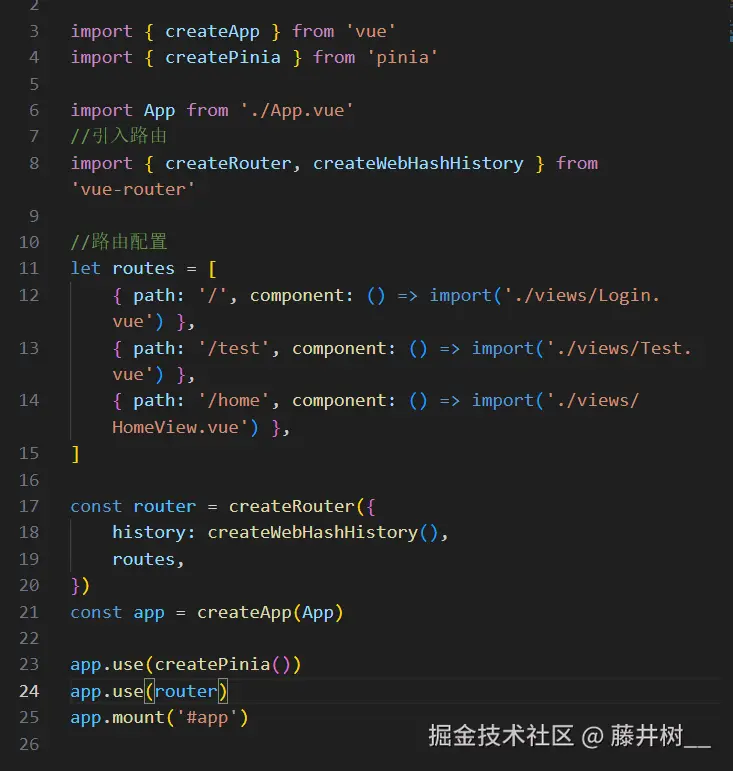 2
3 import { createApp } from 'vue'
4 import { createPinia } from 'pinia'
5
6 import App from './App.vue'
7 //引入路由
8 import { createRouter, createWebHashHistory } from
'vue-router'
9
10 //路由配置
11 let routes = [
12 { path: '/', component: () => import('./views/Login.
vue') },
13 { path: '/test', component: () => import('./views/Test.
vue') },
14 { path: '/home', component: () => import('./views/
HomeView.vue') },
15 ]
16
17 const router = createRouter({
18 history: createWebHashHistory(),
19 routes,
20 })
21 const app = createApp(App)
22
23 app.use(createPinia())
24 app.use(router)
25 app.mount('#app')
26
掘金技术社区 @ 藤井树__